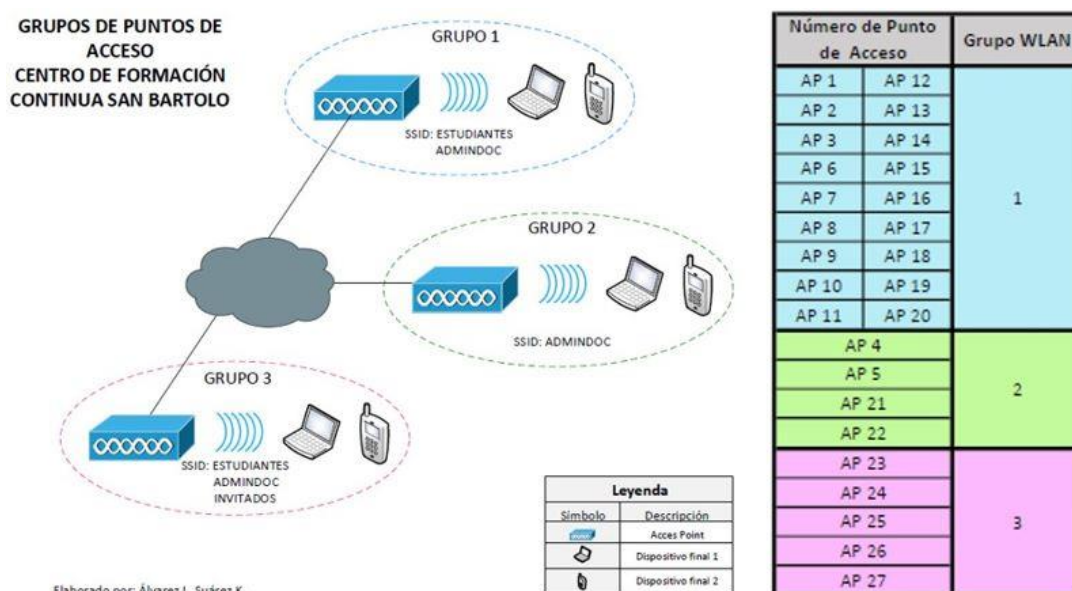 GRUPOS DE PUNTOS DE
ACCESO
CENTRO DE FORMACIÓN
CONTINUA SAN BARTOLO
GRUPO 1
SSID: ESTUDIANTES
ADMINDOC
GRUPO 2
SSID: ADMINDOC
GRUPO 3
SSID: ESTUDIANTES
ADMINDOC
INVITADOS
Leyenda
Símbolo Descripción
Acces Point
Dispositivo final 1
Dispositivo final 2
Elaborado por: Álvarez L. Suárez K.
Número de Punto
de Acceso
Grupo WLAN
AP 1 AP 12
AP 2 AP 13
AP 3 AP 14
AP 6 AP 15
AP 7 AP 16
1
AP 8 AP 17
AP 9 AP 18
AP 10 AP 19
AP 11 AP 20
AP 4
AP 5
2
AP 21
AP 22
AP 23
AP 24
AP 25
3
AP 26
AP 27